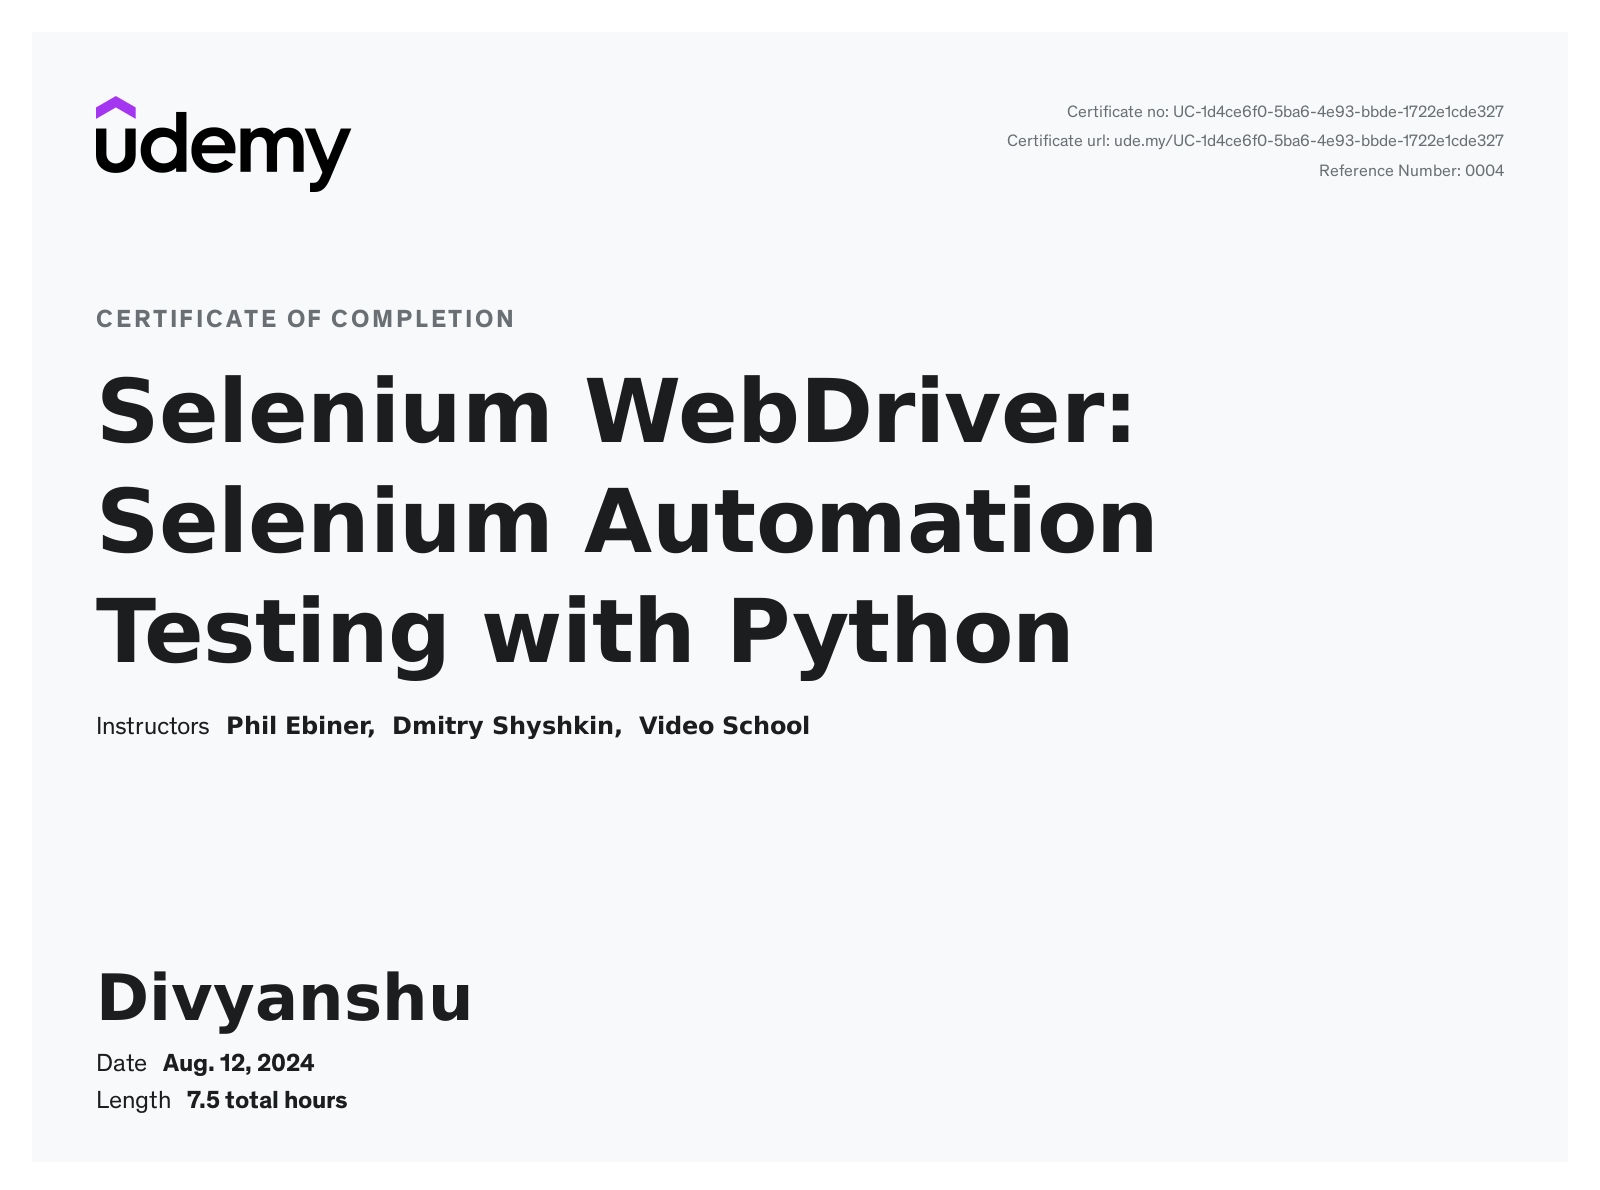 udemy
Certificate no: UC-1d4ce6f0-5ba6-4e93-bbde-1722e1cde327
Certificate url: ude.my/UC-1d4ce6f0-5ba6-4e93-bbde-1722e1cde327
Reference Number: 0004
CERTIFICATE OF COMPLETION
Selenium WebDriver:
Selenium Automation
Testing with Python
Instructors Phil Ebiner, Dmitry Shyshkin, Video School
Divyanshu
Date Aug. 12, 2024
Length 7.5 total hours